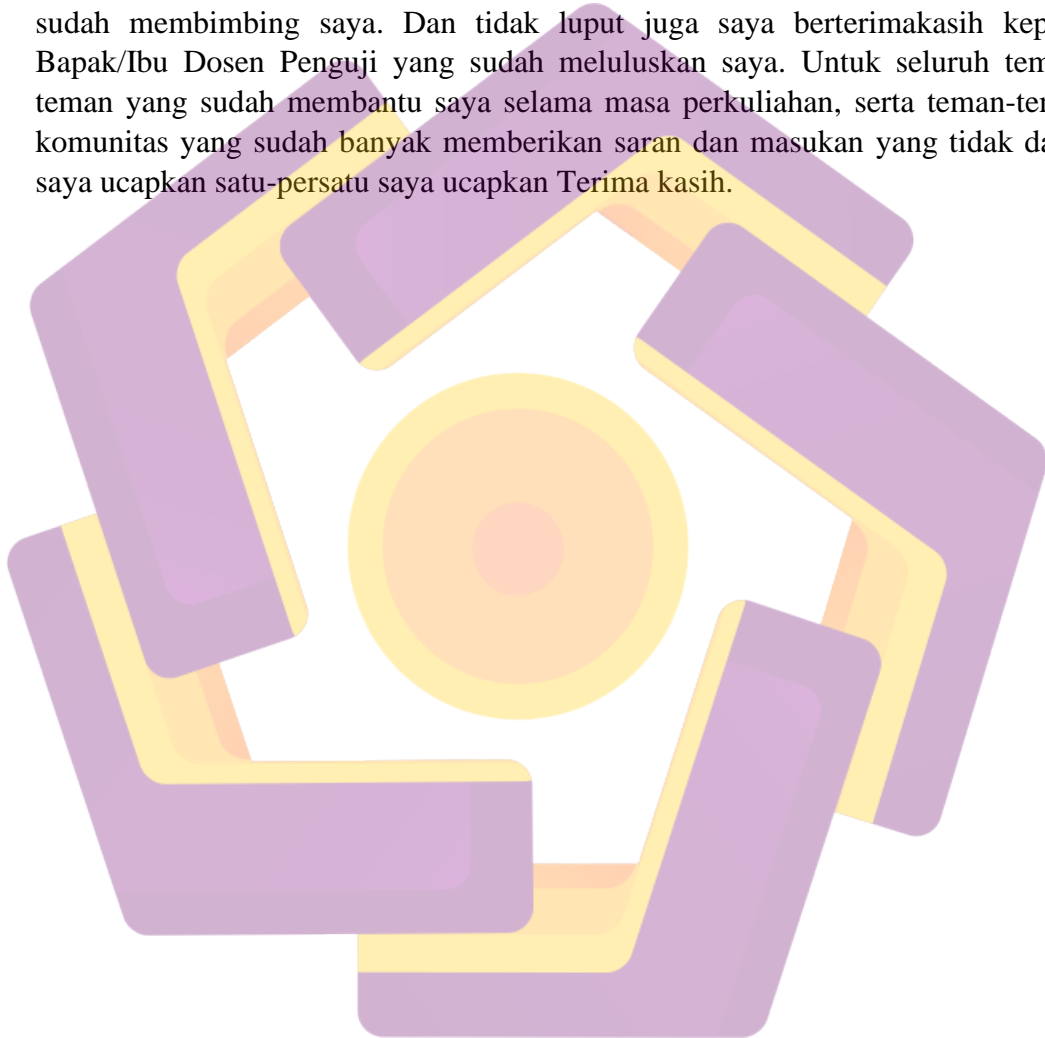 sudah membimbing saya. Dan tidak luput juga saya berterimakasih kep
Bapak/Ibu Dosen Penguji yang sudah meluluskan saya. Untuk seluruh tem
teman yang sudah membantu saya selama masa perkuliahan, serta teman-ter
komunitas yang sudah banyak memberikan saran dan masukan yang tidak da
saya ucapkan satu-persatu saya ucapkan Terima kasih.